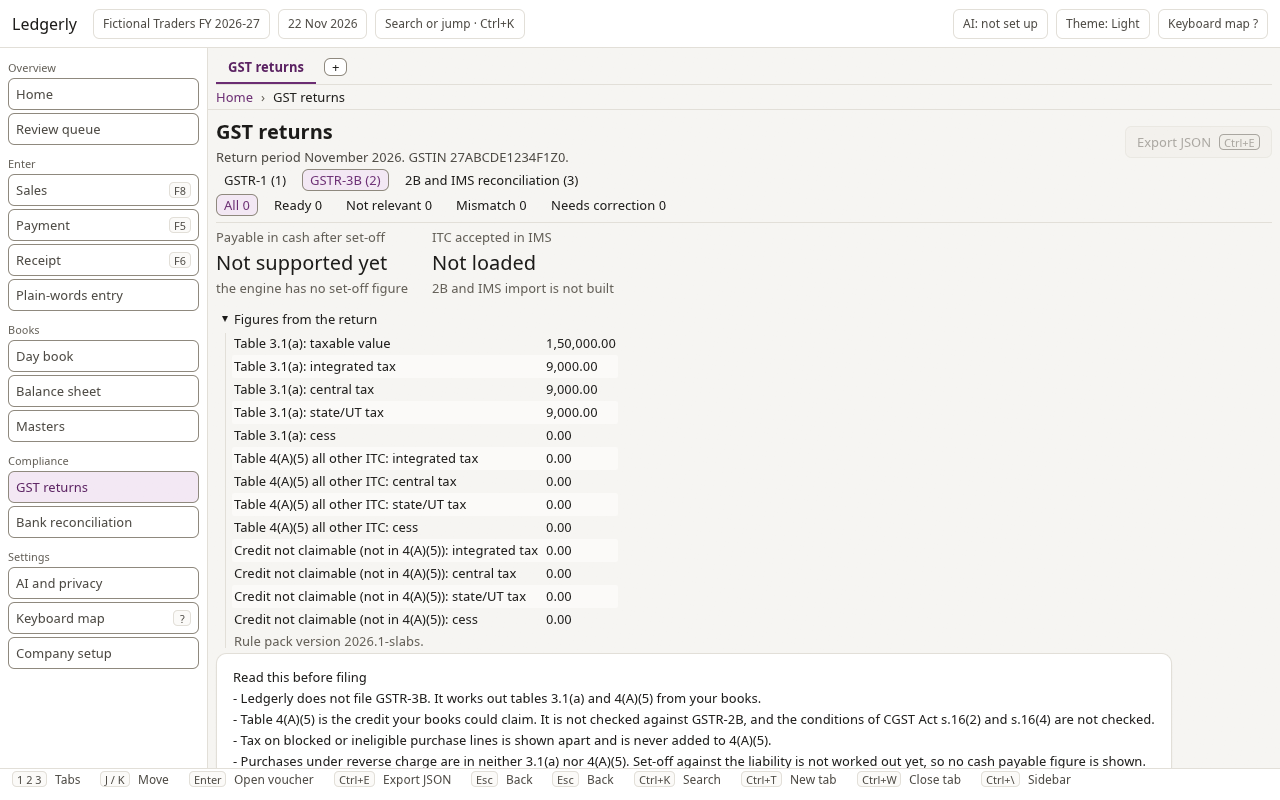 Ledgerly Fictional Traders FY 2026-27 22 Nov 2026 Search or jump · Ctrl+K AI: not set up Theme: Light Keyboard map ?
Overview
Home
Review queue
Enter
Sales F8
Payment F5
Receipt F6
Plain-words entry
Books
Day book
Balance sheet
Masters
Compliance
GST returns
Bank reconciliation
Settings
AI and privacy
Keyboard map ?
Company setup
GST returns +
Home › GST returns
GST returns
Return period November 2026. GSTIN 27ABCDE1234F1Z0.
Export JSON Ctrl+E
GSTR-1 (1) GSTR-3B (2) 2B and IMS reconciliation (3)
All 0 Ready 0 Not relevant 0 Mismatch 0 Needs correction 0
Payable in cash after set-off ITC accepted in IMS
Not supported yet Not loaded
the engine has no set-off figure 2B and IMS import is not built
▼ Figures from the return
Table 3.1(a): taxable value 1,50,000.00
Table 3.1(a): integrated tax 9,000.00
Table 3.1(a): central tax 9,000.00
Table 3.1(a): state/UT tax 9,000.00
Table 3.1(a): cess 0.00
Table 4(A)(5) all other ITC: integrated tax 0.00
Table 4(A)(5) all other ITC: central tax 0.00
Table 4(A)(5) all other ITC: state/UT tax 0.00
Table 4(A)(5) all other ITC: cess 0.00
Credit not claimable (not in 4(A)(5)): integrated tax 0.00
Credit not claimable (not in 4(A)(5)): central tax 0.00
Credit not claimable (not in 4(A)(5)): state/UT tax 0.00
Credit not claimable (not in 4(A)(5)): cess 0.00
Rule pack version 2026.1-slabs.
Read this before filing
- Ledgerly does not file GSTR-3B. It works out tables 3.1(a) and 4(A)(5) from your books.
- Table 4(A)(5) is the credit your books could claim. It is not checked against GSTR-2B, and the conditions of CGST Act s.16(2) and s.16(4) are not checked.
- Tax on blocked or ineligible purchase lines is shown apart and is never added to 4(A)(5).
- Purchases under reverse charge are in neither 3.1(a) nor 4(A)(5). Set-off against the liability is not worked out yet, so no cash payable figure is shown.
1 2 3 Tabs J / K Move Enter Open voucher Ctrl+E Export JSON Esc Back Esc Back Ctrl+K Search Ctrl+T New tab Ctrl+W Close tab Ctrl+\ Sidebar